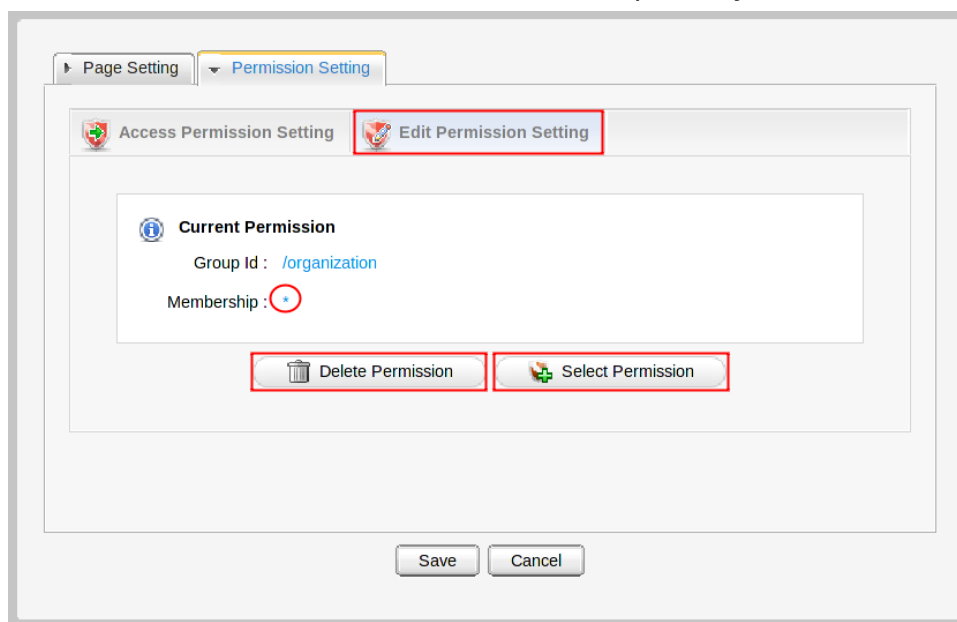 Page Setting Permission Setting
Access Permission Setting Edit Permission Setting
Current Permission
Group Id : /organization
Membership : *
Delete Permission Select Permission
Save Cancel